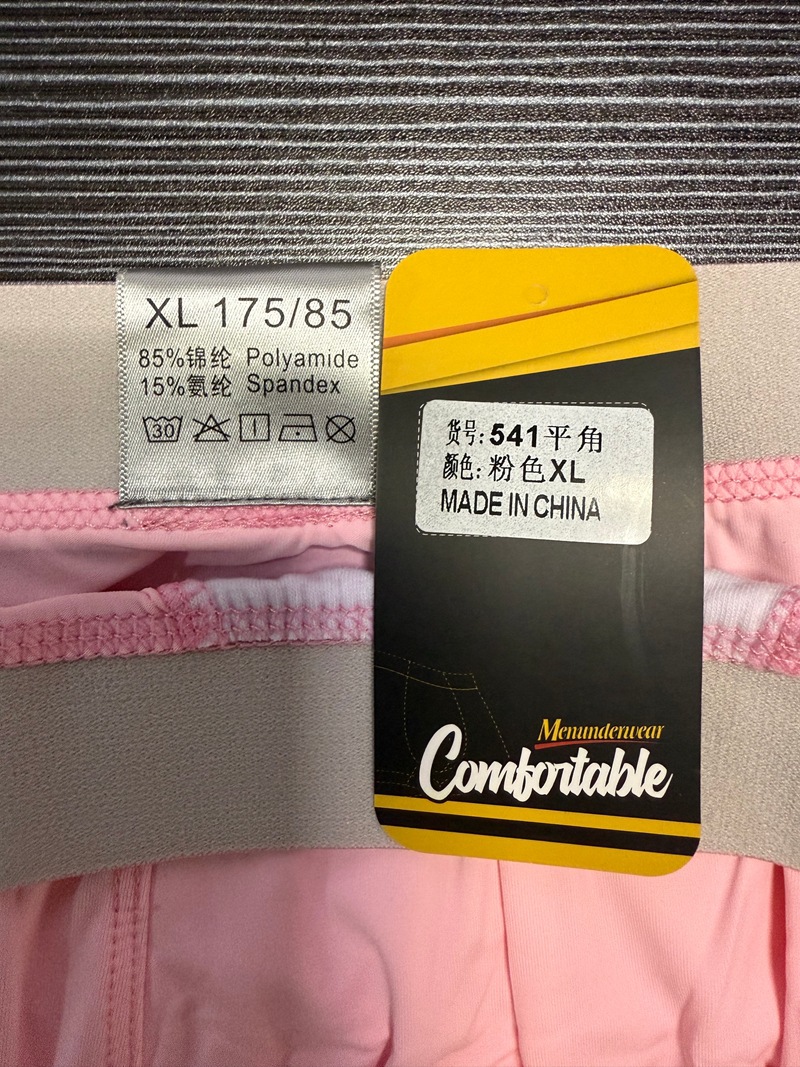 XL 175/85
85%锦纶 Polyamide
15%氨纶 Spandex
30
货号: 541平角
颜色: 粉色XL
MADE IN CHINA
Menunderwear
Comfortable